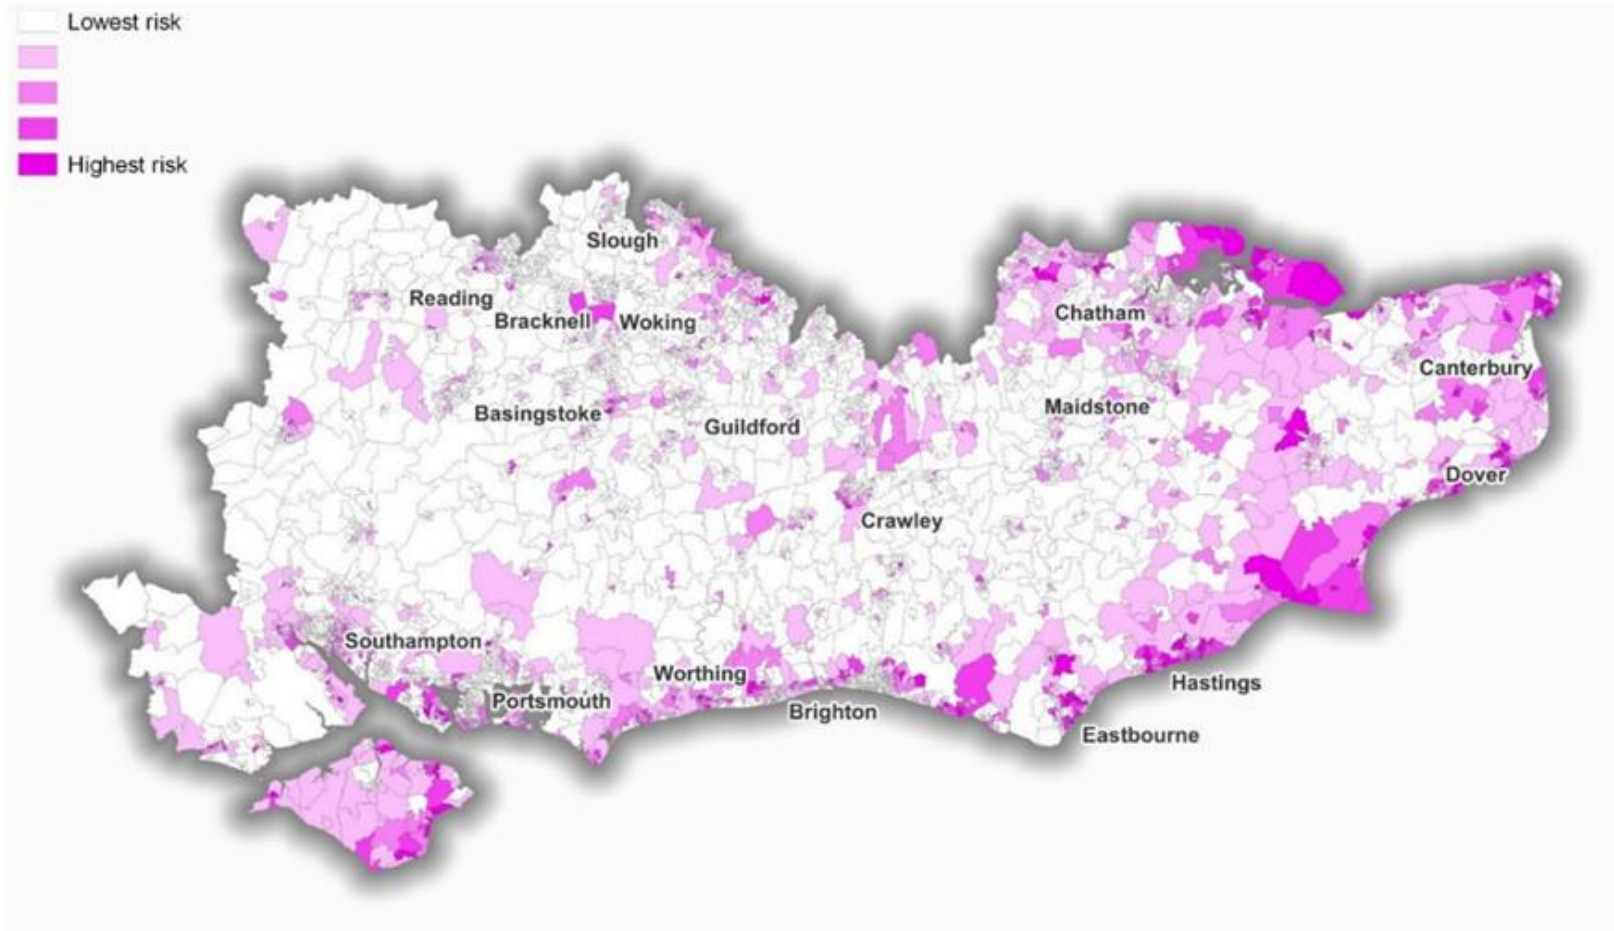 Lowest risk
Highest risk
Slough
Reading
Bracknell
Woking
Chatham
Canterbury
Basingstoke
Guildford
Maidstone
Dover
Crawley
Southampton
Worthing
Portsmouth
Brighton
Hastings
Eastbourne